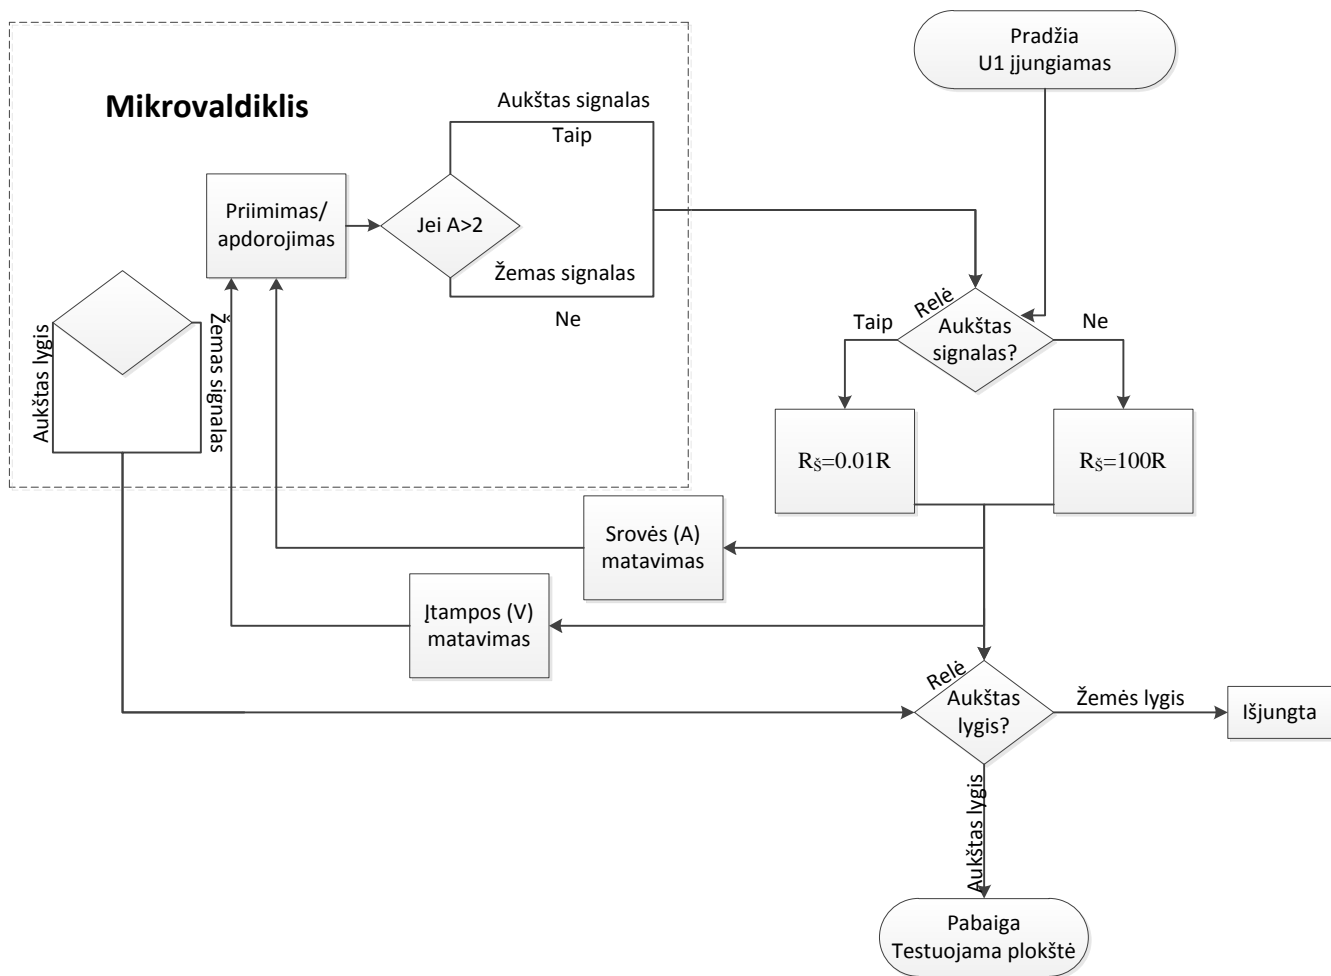 Pradžia
U1 įjungiamas
Mikrovaldiklis
Aukštas signalas
Taip
Priimimas/
apdorojimas
Jei A>2
Žemas signalas
Ne
Aukštas lygis
Žemas signalas
Relė
Aukštas
signalas?
Taip
Ne
RŠ=0.01R
RŠ=100R
Srovės (A)
matavimas
Įtampos (V)
matavimas
Relė
Aukštas
lygis?
Žemės lygis
Išjungta
Aukštas lygis
Pabaiga
Testuojama plokštė